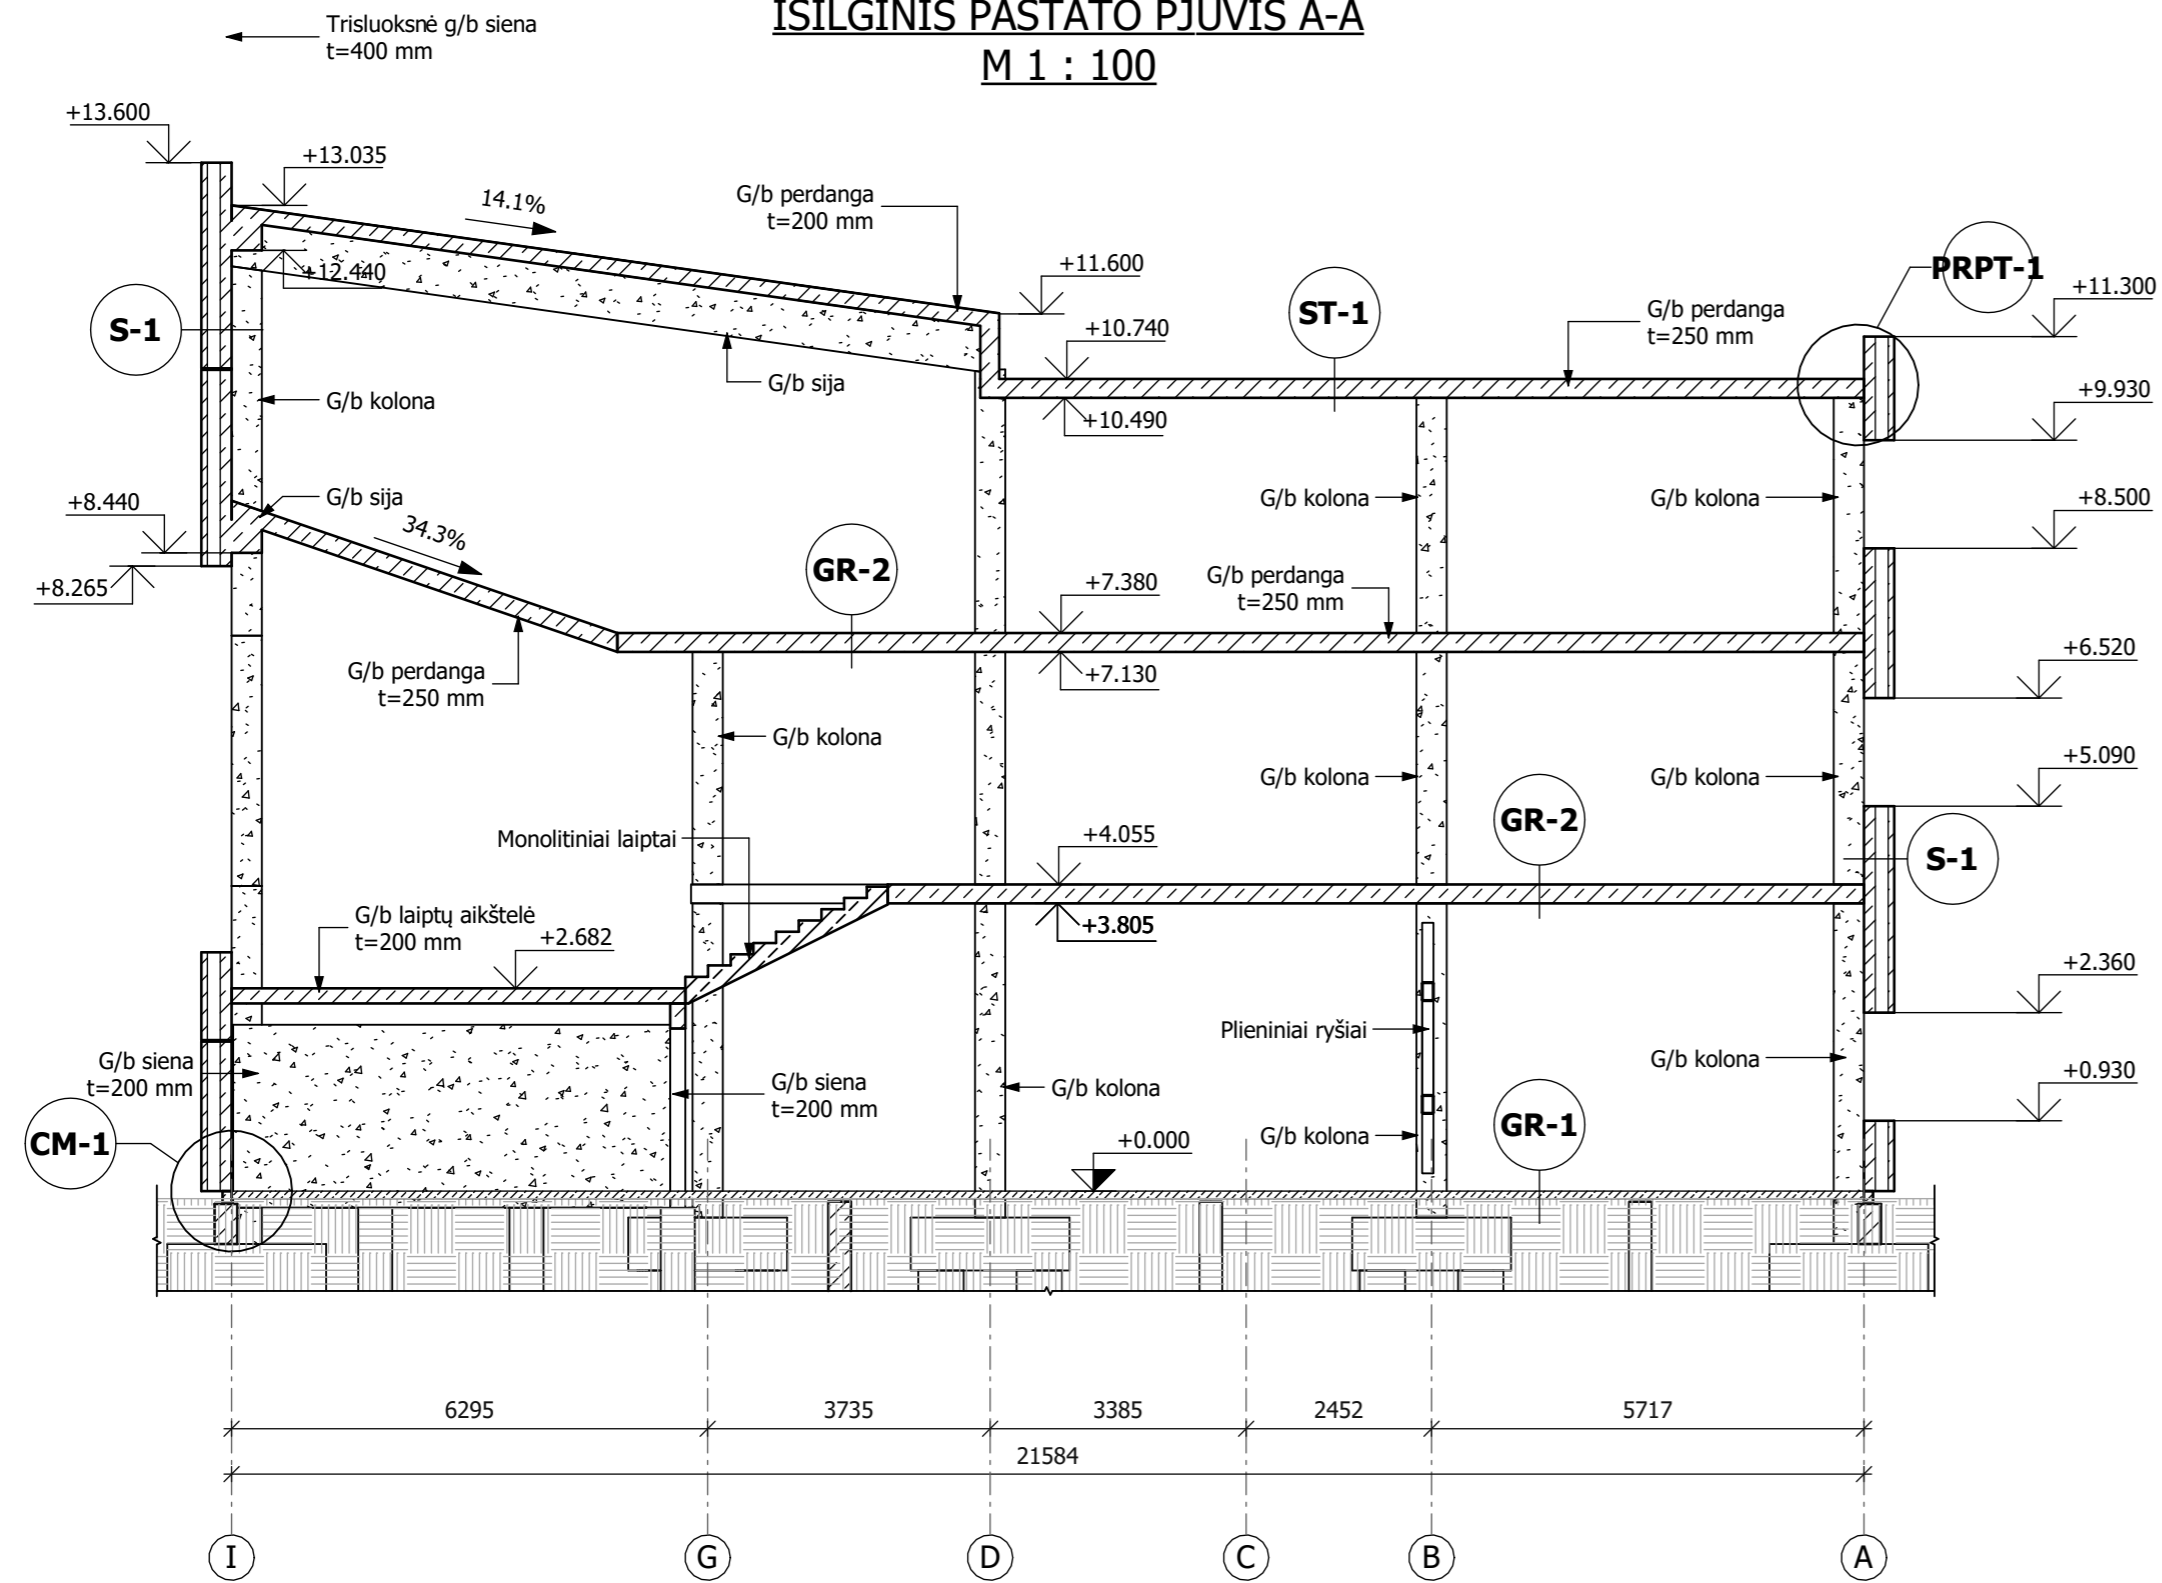 ISILGINIS PASTATO PJŪVIS A-A
M 1 : 100
Trisluoksnė g/b siena
t=400 mm
+13.600
+13.035
14.1%
G/b perdanga
t=200 mm
+12.440
+11.600
PRPT-1
+11.300
S-1
ST-1
+10.740
G/b perdanga
t=250 mm
G/b sija
G/b kolona
+10.490
+9.930
+8.440
G/b sija
34.3%
G/b kolona
G/b kolona
+8.500
+8.265
GR-2
+7.380
G/b perdanga
t=250 mm
G/b perdanga
t=250 mm
+7.130
+6.520
G/b kolona
G/b kolona
G/b kolona
+5.090
Monolitiniai laiptai
+4.055
GR-2
S-1
G/b laiptų aikštelė
t=200 mm
+2.682
+3.805
+2.360
G/b siena
t=200 mm
G/b siena
t=200 mm
G/b kolona
Plieniniai ryšiai
G/b kolona
+0.930
CM-1
+0.000
G/b kolona
GR-1
6295
3735
3385
2452
5717
21584
I
G
D
C
B
A